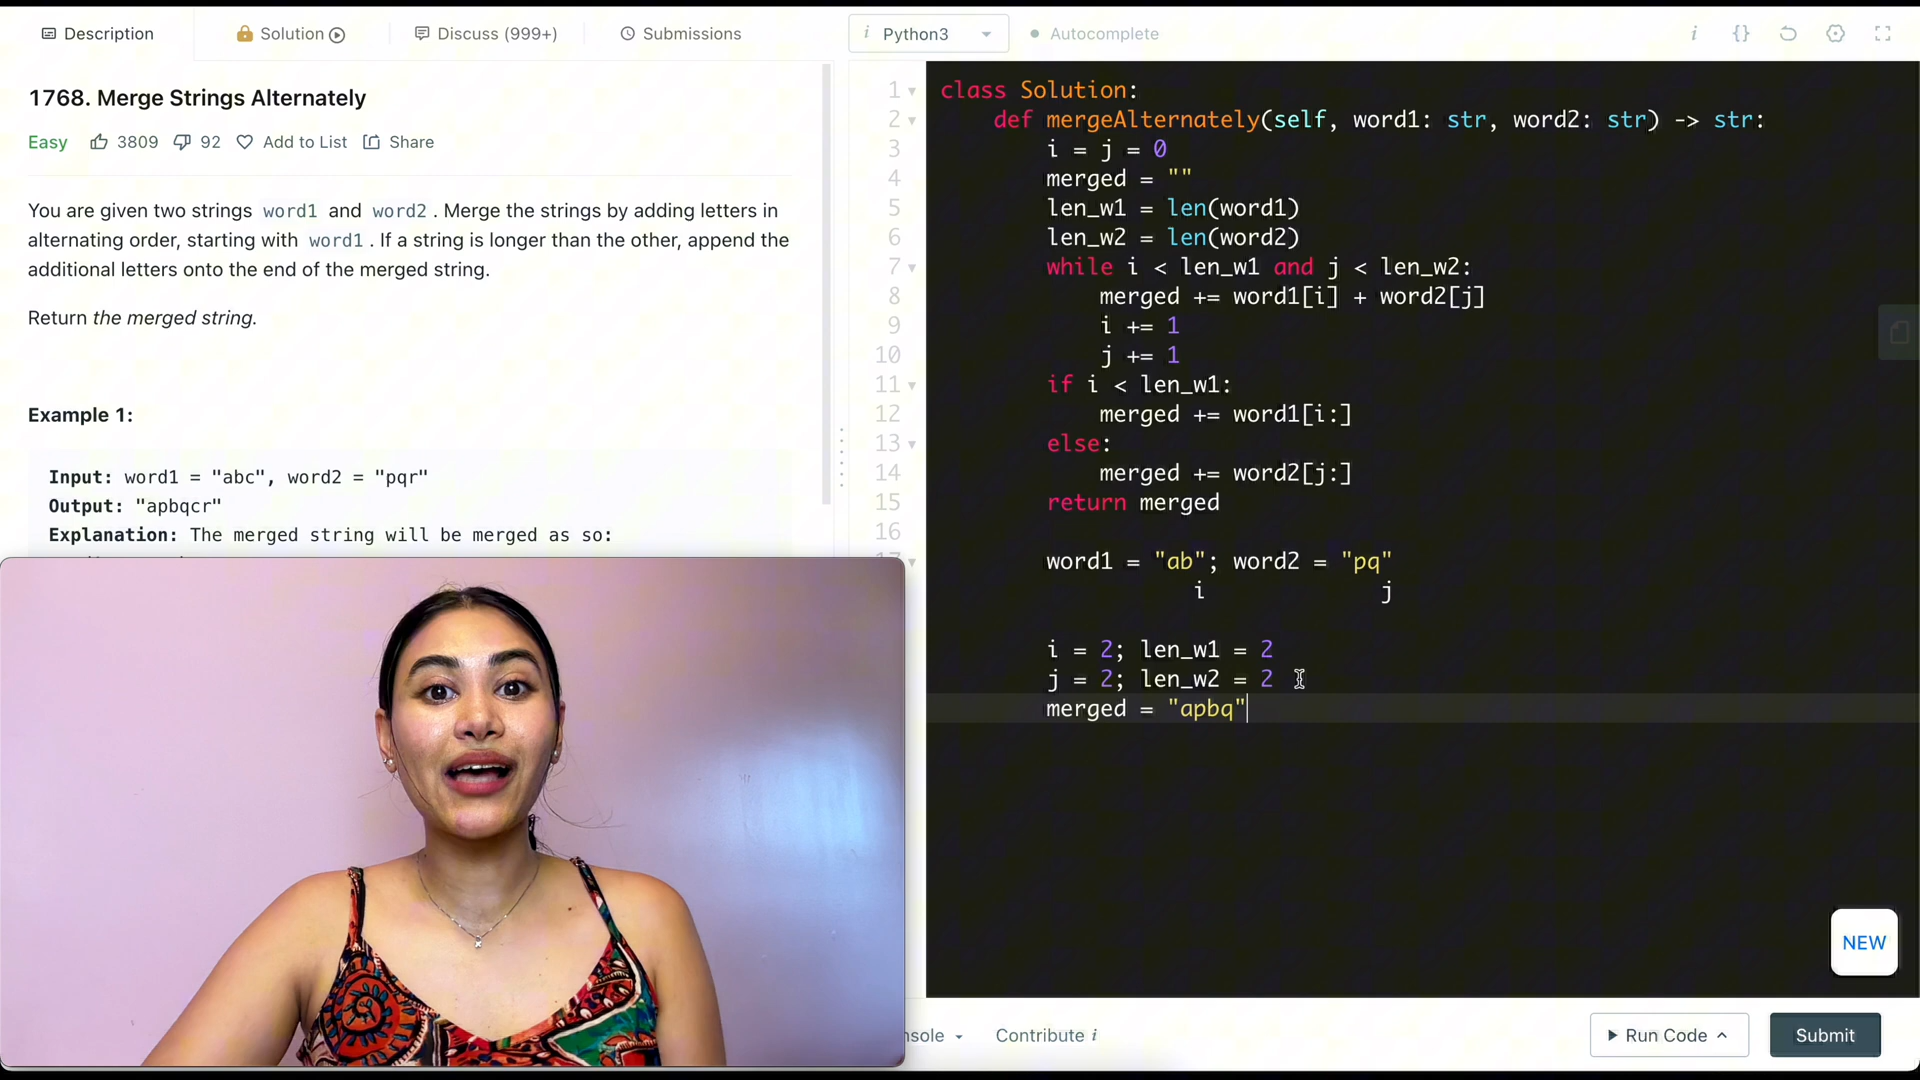 Description
Solution
Discuss (999+)
Submissions
i Python3
Autocomplete
i {}
1768. Merge Strings Alternately
Easy 3809 92 Add to List Share
You are given two strings word1 and word2 . Merge the strings by adding letters in
alternating order, starting with word1 . If a string is longer than the other, append the
additional letters onto the end of the merged string.
Return the merged string.
Example 1:
Input: word1 = "abc", word2 = "pqr"
Output: "apbqcr"
Explanation: The merged string will be merged as so:
1 class Solution:
2 def mergeAlternately(self, word1: str, word2: str) -> str:
3 i = j = 0
4 merged = ""
5 len_w1 = len(word1)
6 len_w2 = len(word2)
7 while i < len_w1 and j < len_w2:
8 merged += word1[i] + word2[j]
9 i += 1
10 j += 1
11 if i < len_w1:
12 merged += word1[i:]
13 else:
14 merged += word2[j:]
15 return merged
16
word1 = "ab"; word2 = "pq"
i j
i = 2; len_w1 = 2
j = 2; len_w2 = 2
merged = "apbq"
NEW
nsole
Contribute i
Run Code
Submit